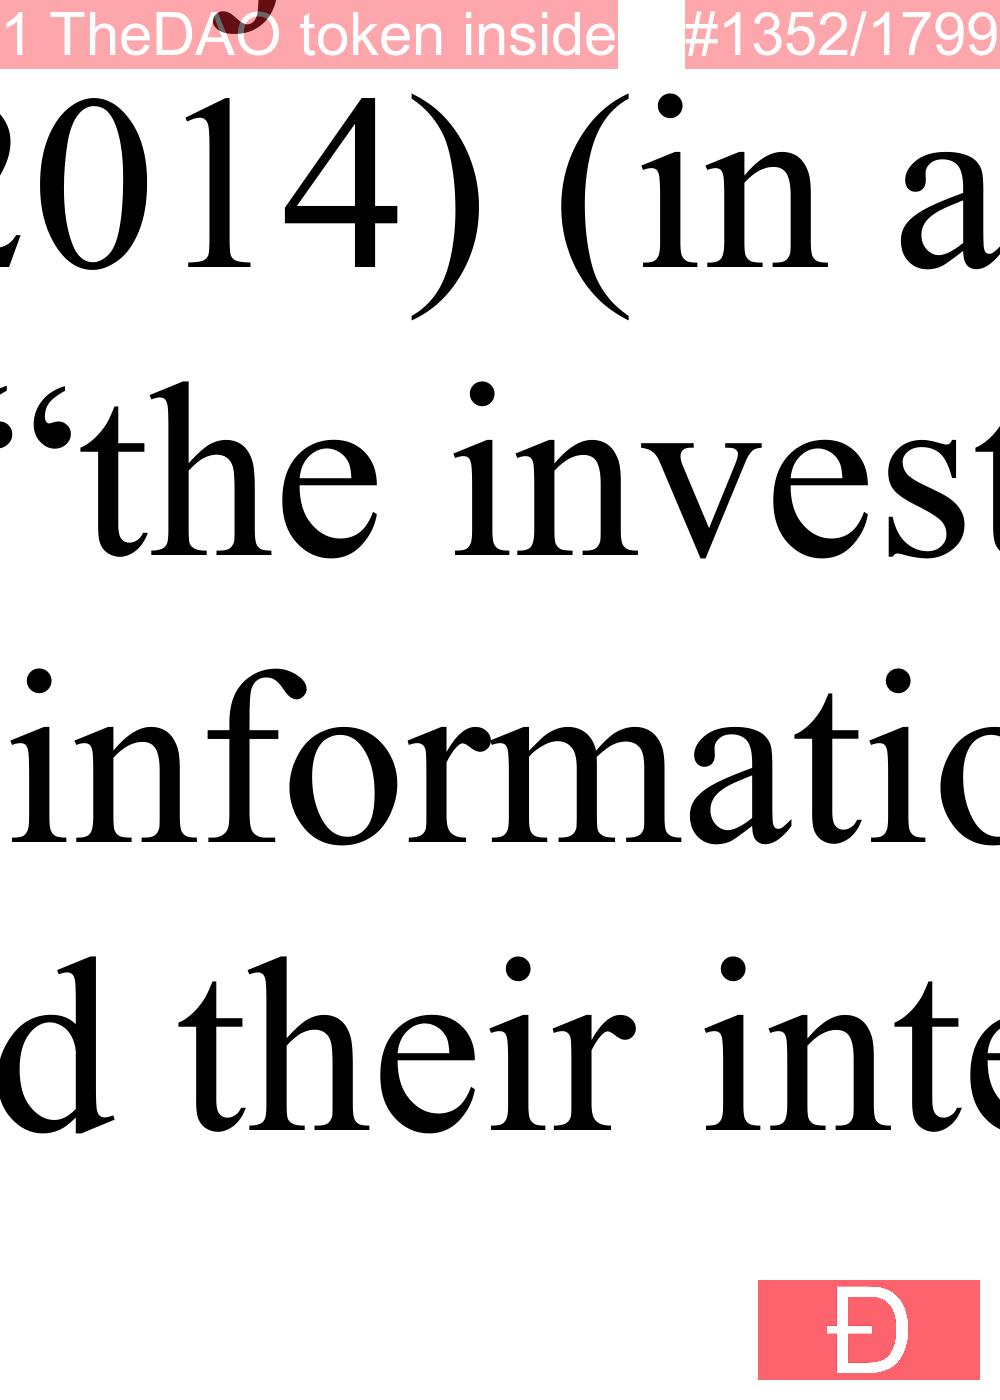 1 TheDAO token inside #1352/1799
2014) (in a
“the invest
informatio
d their inte
Đ